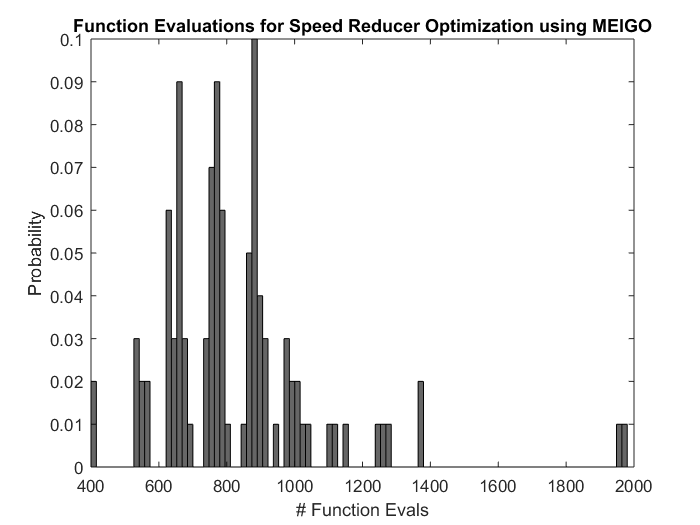 Function Evaluations for Speed Reducer Optimization using MEIGO
0.1
0.09
0.08
0.07
0.06
0.05
0.04
0.03
0.02
0.01
0
Probability
400 600 800 1000 1200 1400 1600 1800 2000
# Function Evals